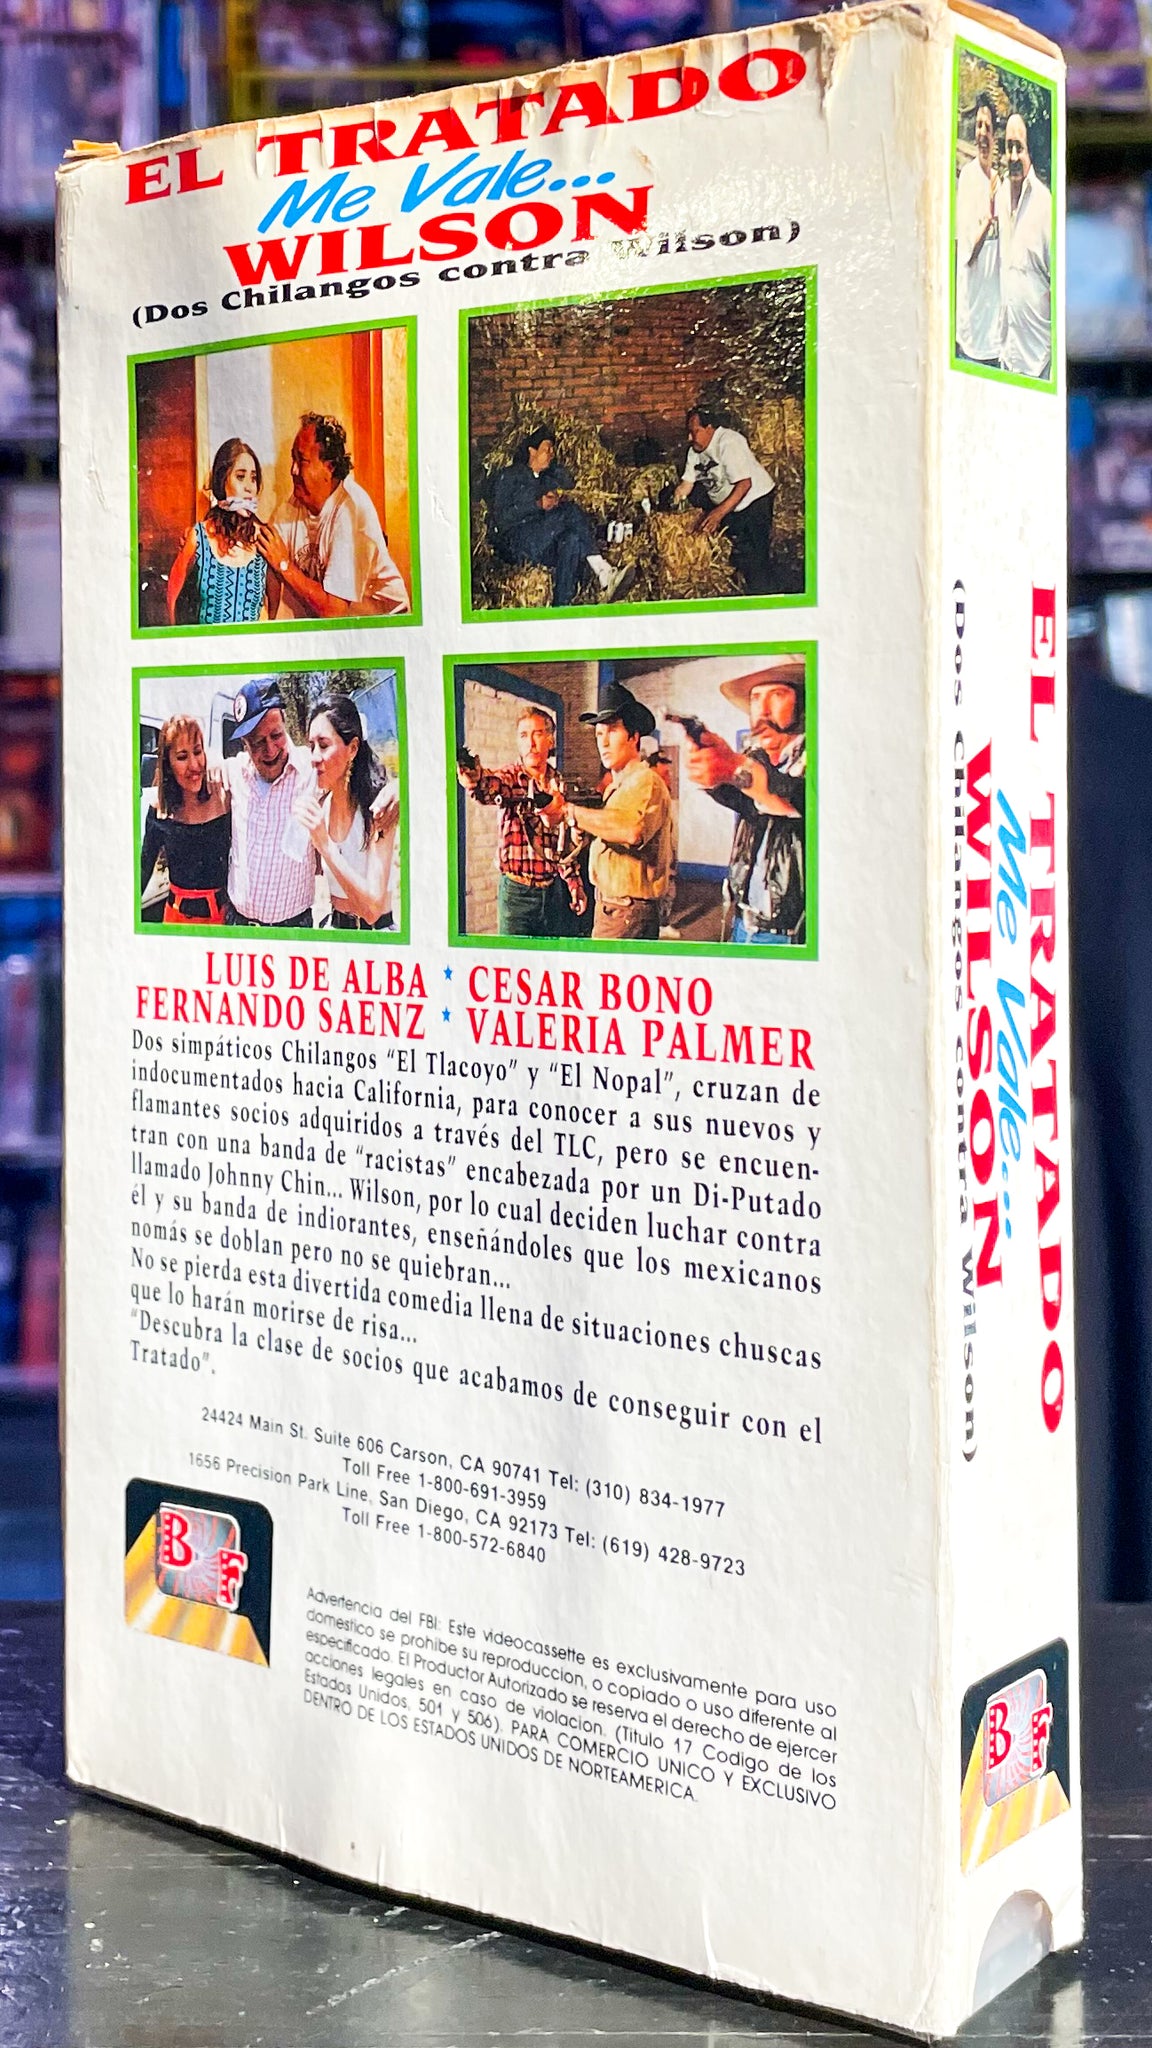 EL TRATADO
Me Vale...
WILSON
(Dos Chilangos contra Wilson)
LUIS DE ALBA * CESAR BONO
FERNANDO SAENZ * VALERIA PALMER
Dos simpáticos Chilangos "El Tlacoyo" y "El Nopal", cruzan de
indocumentados hacia California, para conocer a sus nuevos y
flamantes socios adquiridos a través del TLC, pero se encuen-
tran con una banda de "racistas" encabezada por un Di-Putado
llamado Johnny Chin... Wilson, por lo cual deciden luchar contra
él y su banda de indiorantes, enseñándoles que los mexicanos
nomás se doblan pero no se quiebran...
No se pierda esta divertida comedia llena de situaciones chuscas
que lo harán morirse de risa...
"Descubra la clase de socios que acabamos de conseguir con el
Tratado".
24424 Main St. Suite 606 Carson, CA 90741 Tel: (310) 834-1977
Toll Free 1-800-691-3959
1656 Precision Park Line, San Diego, CA 92173 Tel: (619) 428-9723
Toll Free 1-800-572-6840
BF
Advertencia del FBI: Este videocassette es exclusivamente para uso
domestico se prohibe su reproduccion, o copiado o uso diferente al
especificado. El Productor Autorizado se reserva el derecho de ejercer
acciones legales en caso de violacion. (Titulo 17 Codigo de los
Estados Unidos, 501 y 506). PARA COMERCIO UNICO Y EXCLUSIVO
DENTRO DE LOS ESTADOS UNIDOS DE NORTEAMERICA.
EL TRATADO
Me Vale...
WILSON
(Dos Chilangos contra Wilson)
BF